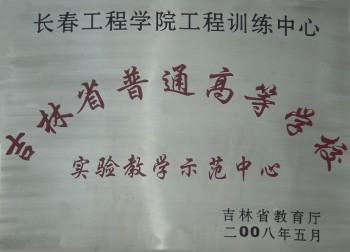 长春工程学院工程训练中心
吉林省普通高等学校
实验教学示范中心
吉林省教育厅
二00八年五月